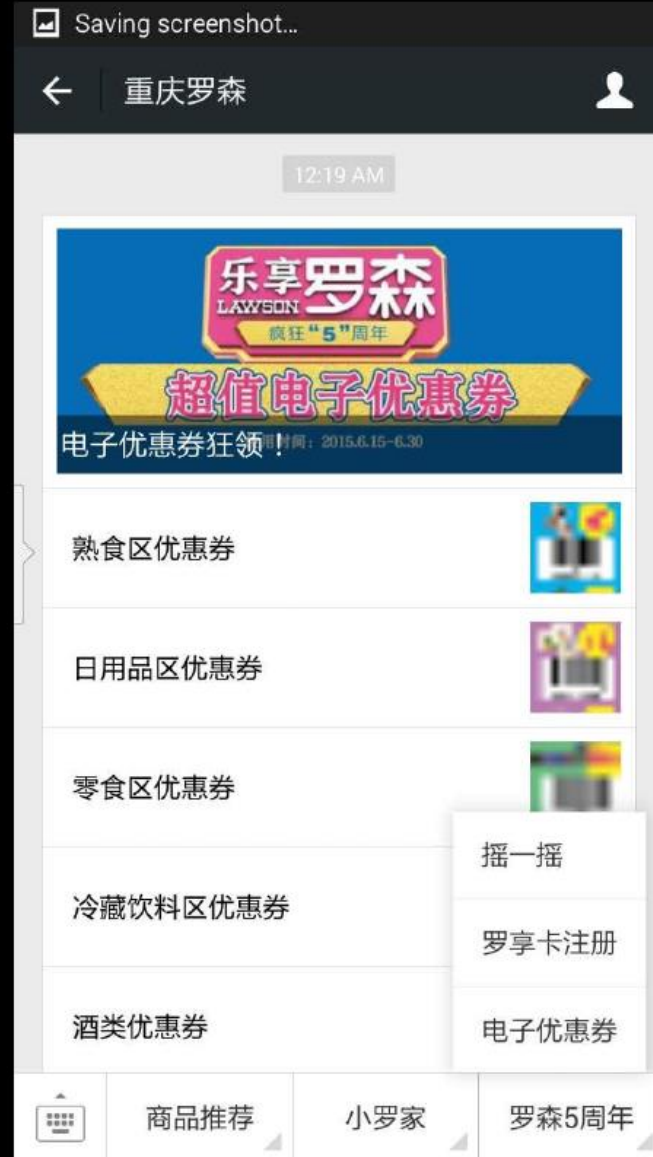 Saving screenshot...
重庆罗森
12:19 AM
乐享罗森
LAWSON
疯狂“5”周年
超值电子优惠券
电子优惠券狂领！
用时间：2015.6.15-6.30
熟食区优惠券
日用品区优惠券
零食区优惠券
冷藏饮料区优惠券
酒类优惠券
摇一摇
罗享卡注册
电子优惠券
商品推荐
小罗家
罗森5周年